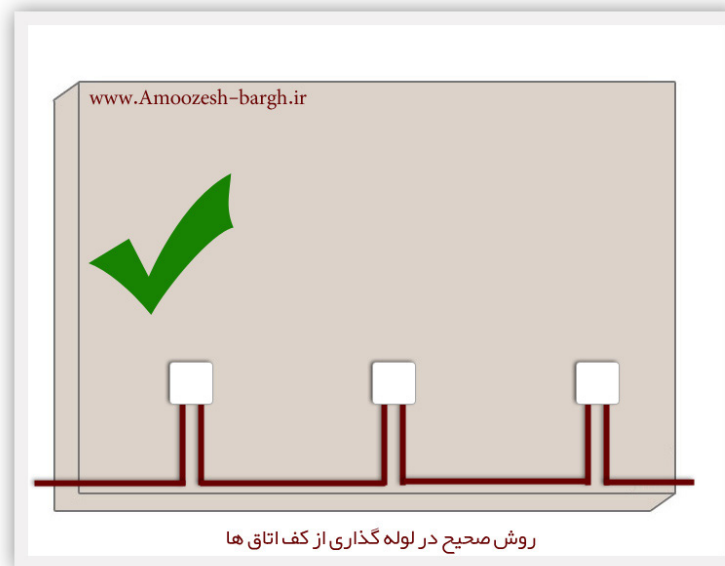 www.Amoozesh-bargh.ir
روش صحیح در لوله گذاری از کف اتاق ها